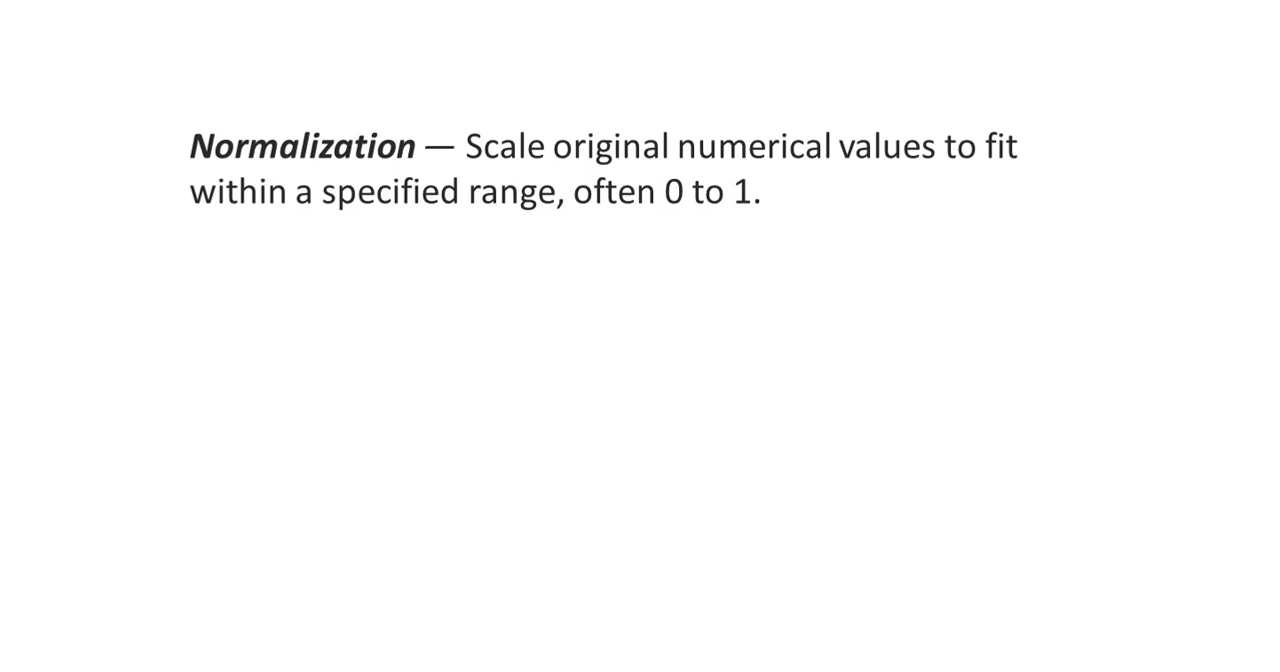 Normalization — Scale original numerical values to fit
within a specified range, often 0 to 1.